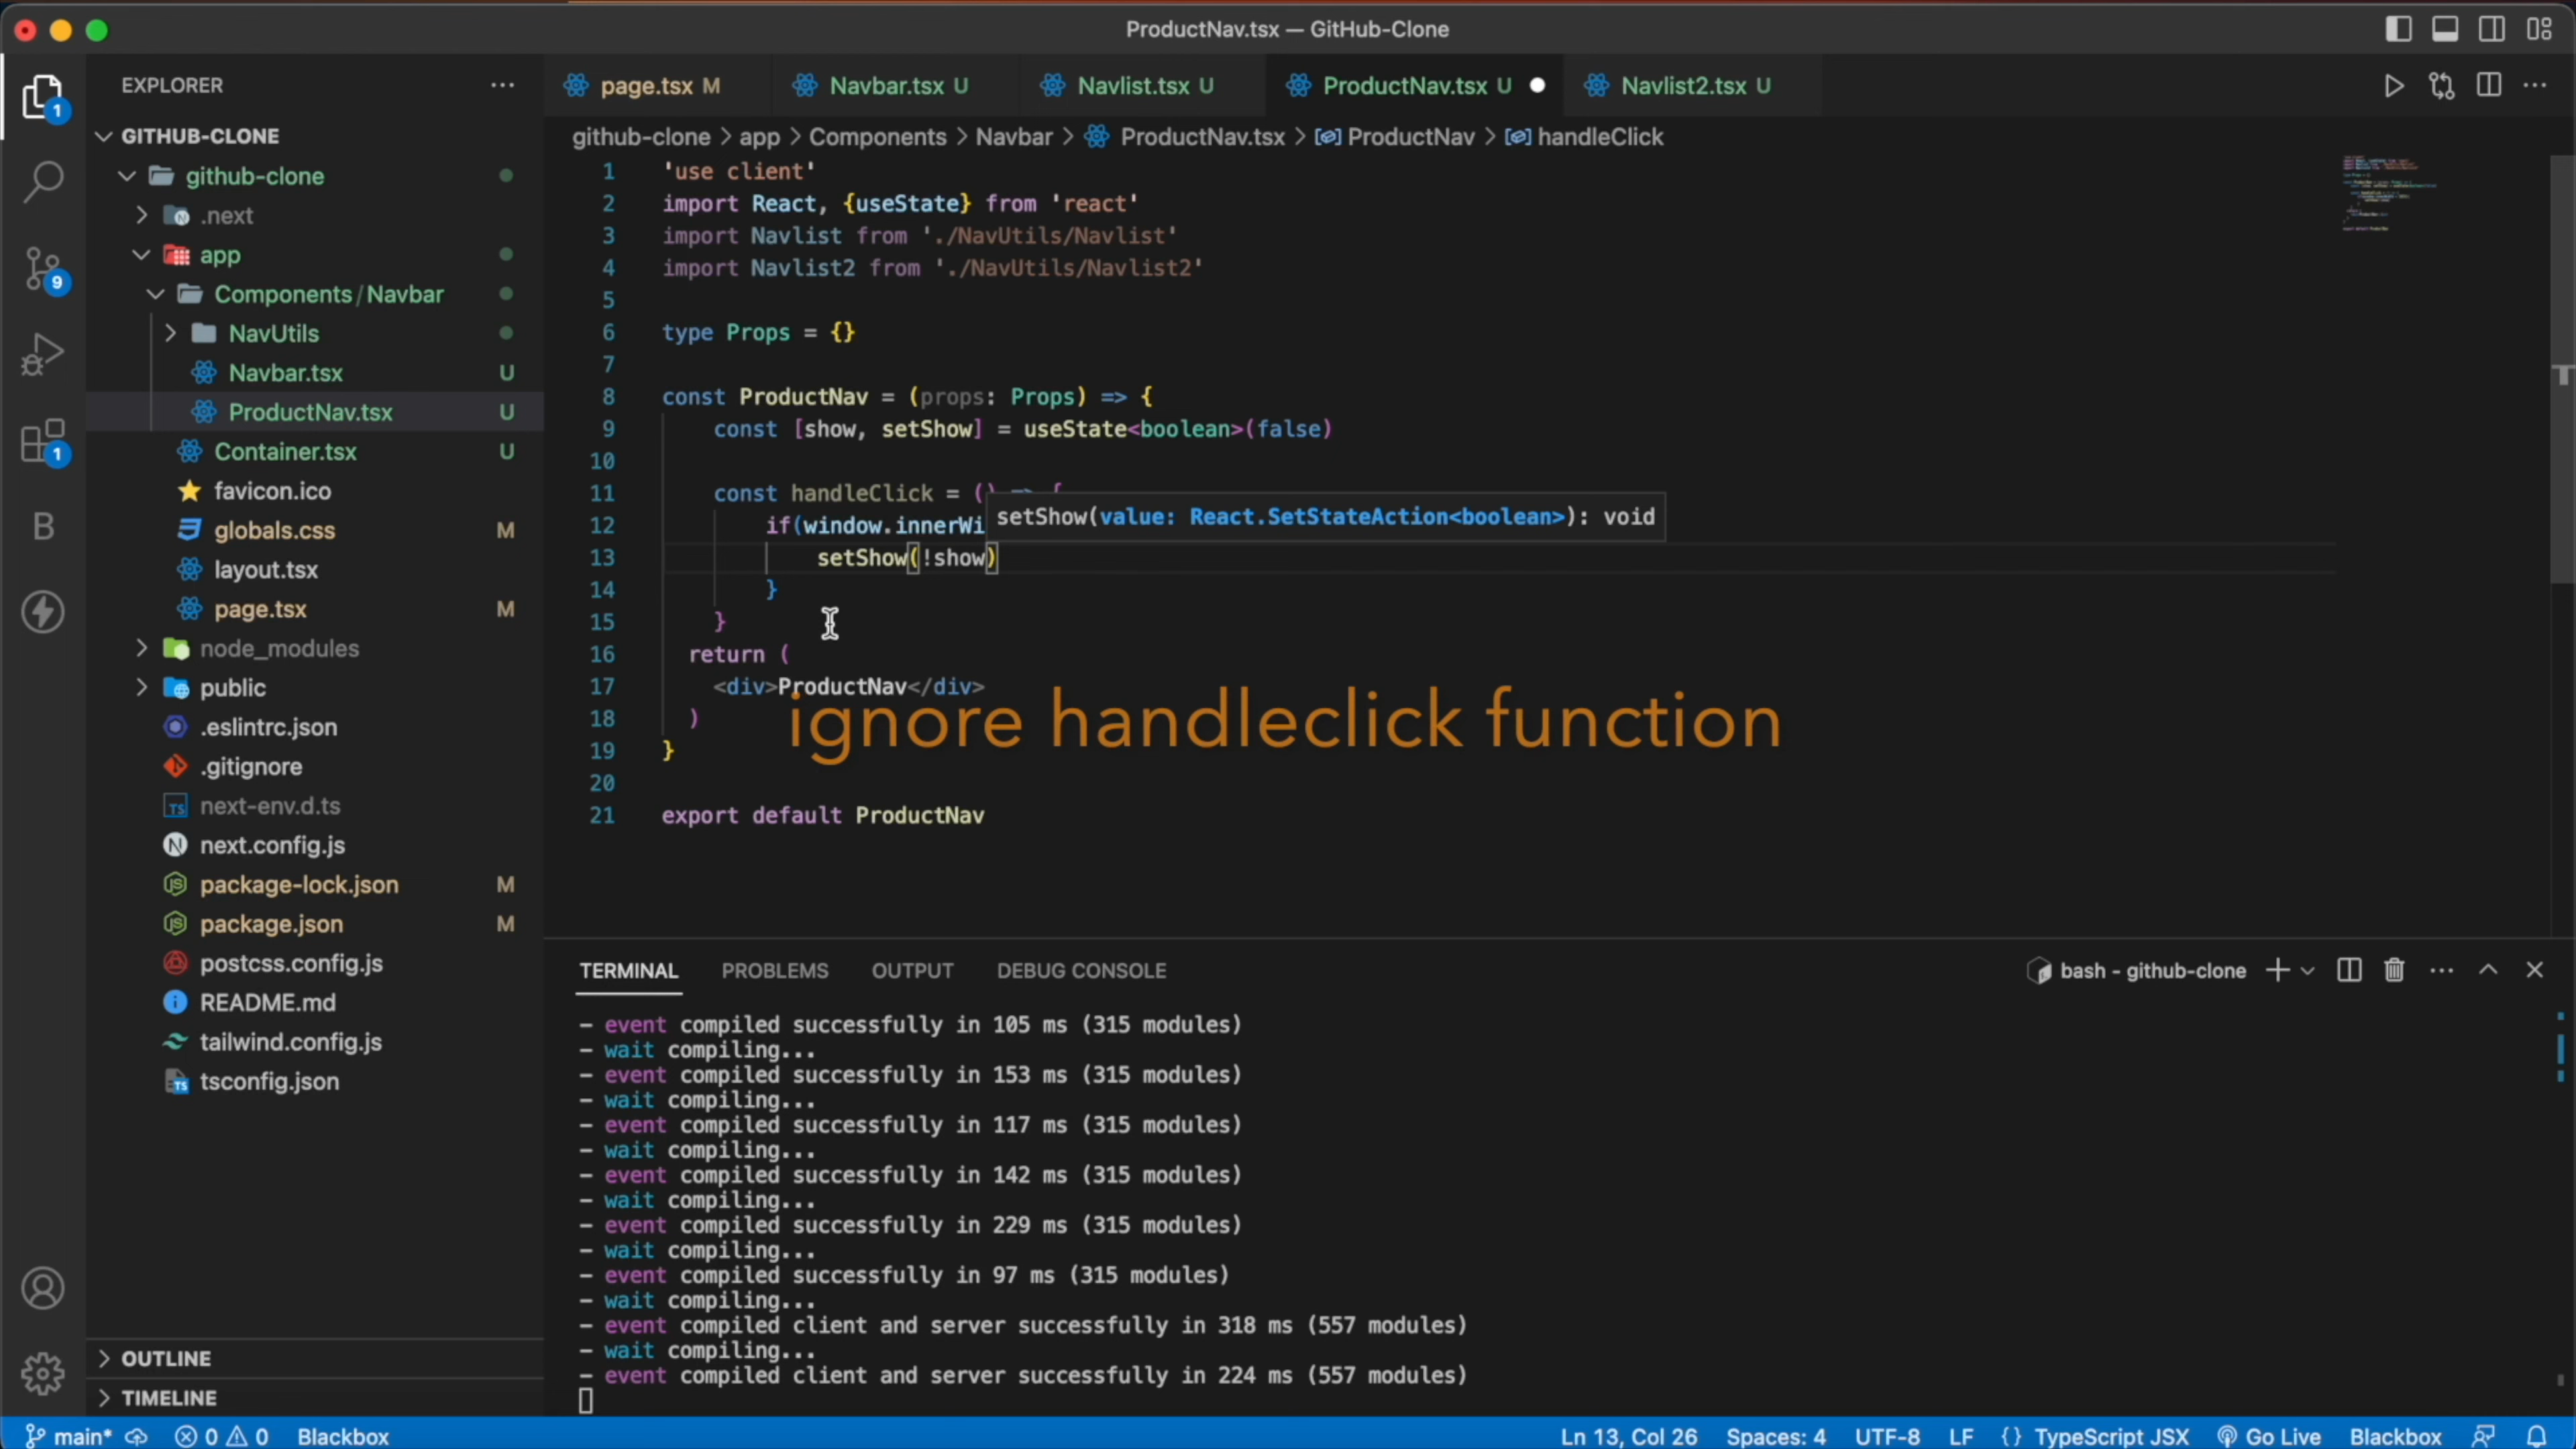 ProductNav.tsx — GitHub-Clone
EXPLORER
page.tsx M
Navbar.tsx U
Navlist.tsx U
ProductNav.tsx U
Navlist2.tsx U
github-clone > app > Components > Navbar > ProductNav.tsx > ProductNav > handleClick
GITHUB-CLONE
github-clone
.next
app
Components/Navbar
NavUtils
Navbar.tsx U
ProductNav.tsx U
Container.tsx U
favicon.ico
globals.css M
layout.tsx
page.tsx M
node_modules
public
.eslintrc.json
.gitignore
next-env.d.ts
next.config.js
package-lock.json M
package.json M
postcss.config.js
README.md
tailwind.config.js
tsconfig.json
OUTLINE
TIMELINE
1
9
1
B
1 'use client'
2 import React, {useState} from 'react'
3 import Navlist from './NavUtils/Navlist'
4 import Navlist2 from './NavUtils/Navlist2'
5
6 type Props = {}
7
8 const ProductNav = (props: Props) => {
9 const [show, setShow] = useState<boolean>(false)
10
11 const handleClick = () => {
12 if(window.innerWi
setShow(value: React.SetStateAction<boolean>): void
13 setShow(!show)
14 }
15 }
16 return (
17 <div>ProductNav</div>
18 )
19 }
20
21 export default ProductNav
ignore handleclick function
TERMINAL PROBLEMS OUTPUT DEBUG CONSOLE
bash - github-clone
- event compiled successfully in 105 ms (315 modules)
- wait compiling...
- event compiled successfully in 153 ms (315 modules)
- wait compiling...
- event compiled successfully in 117 ms (315 modules)
- wait compiling...
- event compiled successfully in 142 ms (315 modules)
- wait compiling...
- event compiled successfully in 229 ms (315 modules)
- wait compiling...
- event compiled successfully in 97 ms (315 modules)
- wait compiling...
- event compiled client and server successfully in 318 ms (557 modules)
- wait compiling...
- event compiled client and server successfully in 224 ms (557 modules)
main* 0 0 Blackbox
Ln 13, Col 26 Spaces: 4 UTF-8 LF {} TypeScript JSX Go Live Blackbox